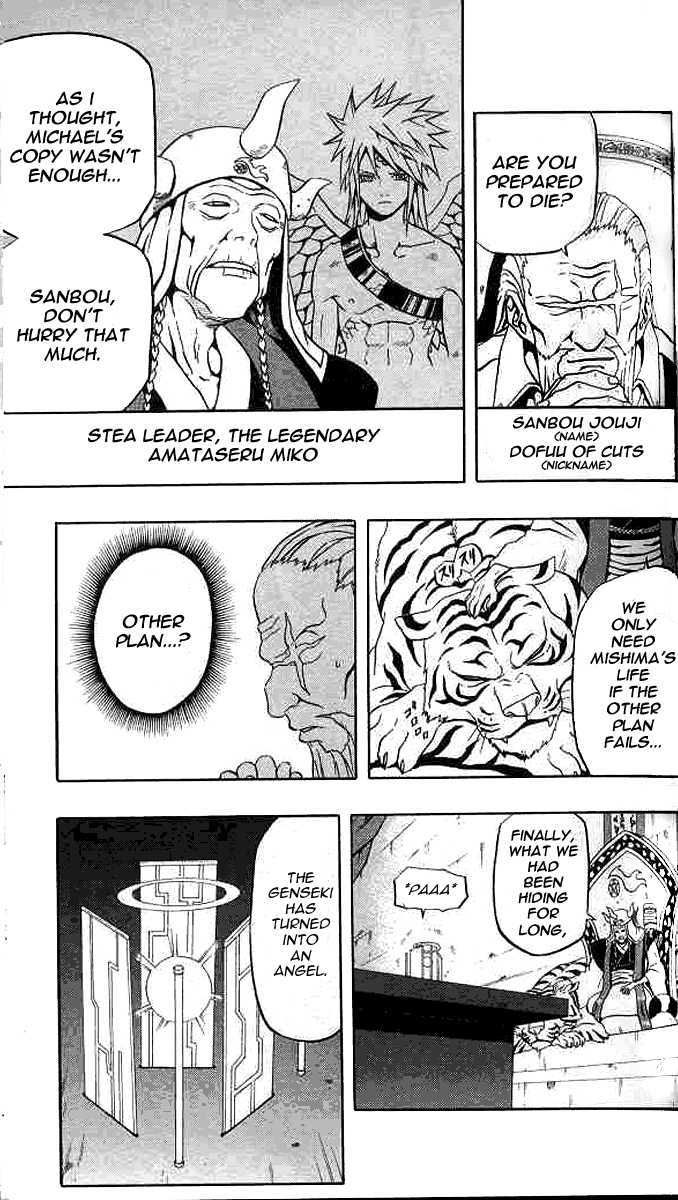 ARE YOU
PREPARED
TO DIE?
SANBOU JOUJI
(NAME)
DOFUU OF CUTS
(NICKNAME)
AS I
THOUGHT,
MICHAEL'S
COPY WASN'T
ENOUGH...
SANBOU,
DON'T
HURRY THAT
MUCH.
STEA LEADER, THE LEGENDARY
AMATASERU MIKO
WE
ONLY
NEED
MISHIMA'S
LIFE
IF THE
OTHER
PLAN
FAILS...
OTHER
PLAN...?
FINALLY,
WHAT WE
HAD
BEEN
HIDING
FOR
LONG,
*PAAA*
THE
GENSEKI
HAS
TURNED
INTO
AN
ANGEL.